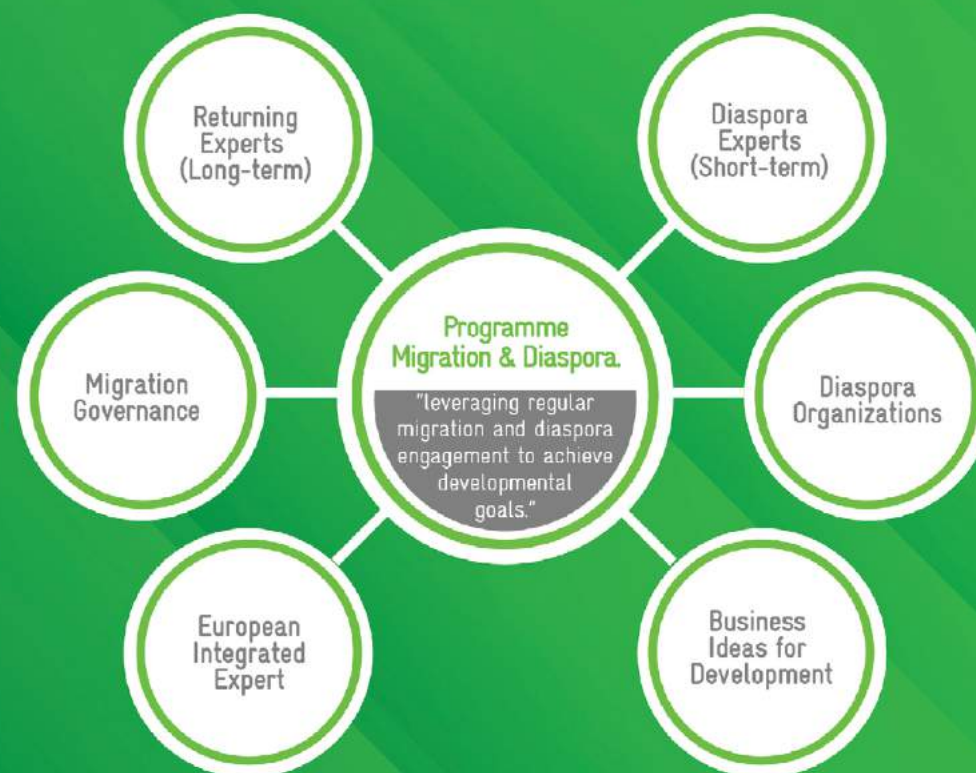 Returning
Experts
(Long-term)
Diaspora
Experts
(Short-term)
Programme
Migration & Diaspora.
"leveraging regular
migration and diaspora
engagement to achieve
developmental
goals."
Migration
Governance
Diaspora
Organizations
European
Integrated
Expert
Business
Ideas for
Development